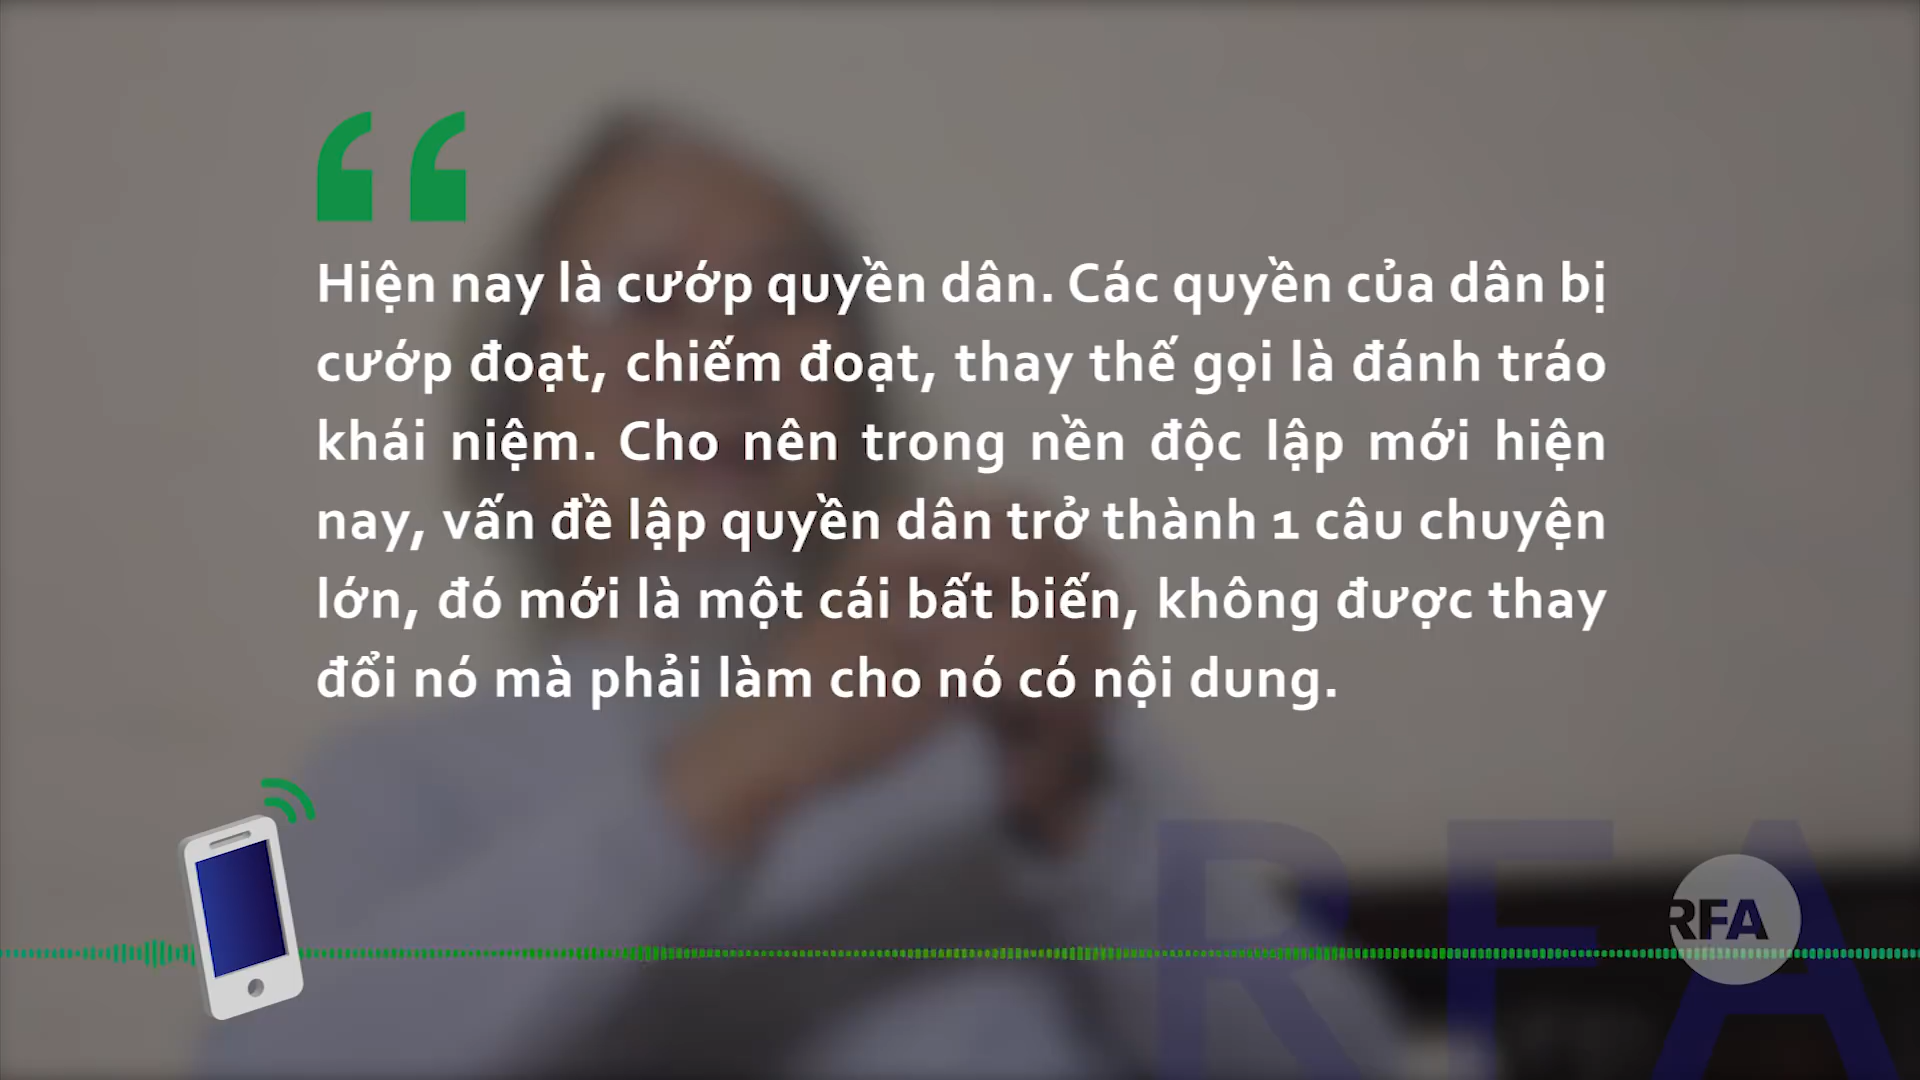 Hiện nay là cướp quyền dân. Các quyền của dân bị
cướp đoạt, chiếm đoạt, thay thế gọi là đánh tráo
khái niệm. Cho nên trong nền độc lập mới hiện
nay, vấn đề lập quyền dân trở thành 1 câu chuyện
lớn, đó mới là một cái bất biến, không được thay
đổi nó mà phải làm cho nó có nội dung.
RFA
RFA